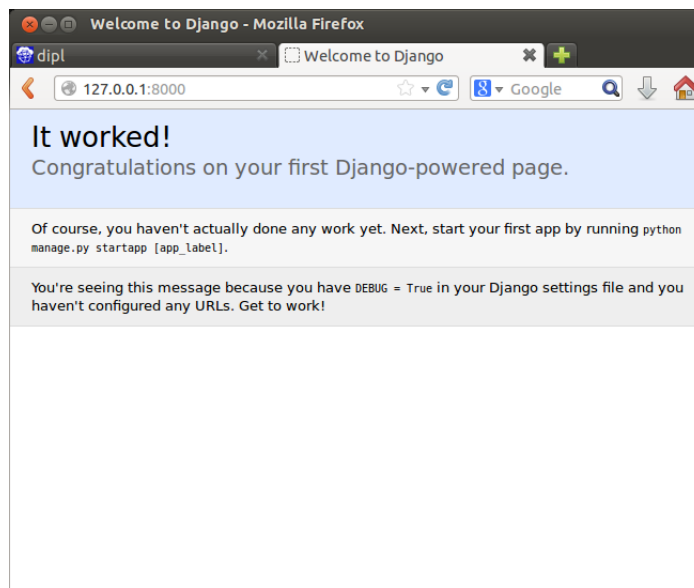 Welcome to Django - Mozilla Firefox
dipl
Welcome to Django
127.0.0.1:8000
Google
It worked!
Congratulations on your first Django-powered page.
Of course, you haven't actually done any work yet. Next, start your first app by running python
manage.py startapp [app_label].
You're seeing this message because you have DEBUG = True in your Django settings file and you
haven't configured any URLs. Get to work!